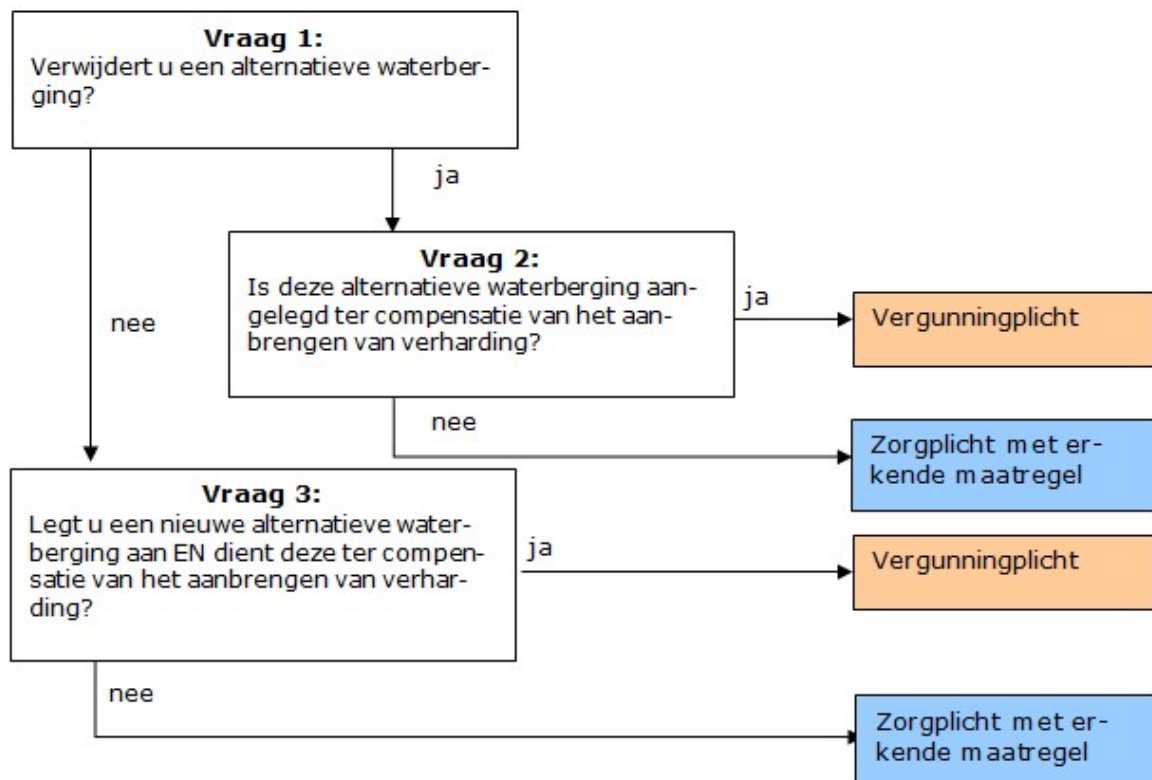 Vraag 1:
Verwijdert u een alternatieve waterber-
ging?
ja
nee
Vraag 2:
Is deze alternatieve waterberging aan-
gelegd ter compensatie van het aan-
brengen van verharding?
ja
Vergunningplicht
nee
Zorgplicht met er-
kende maatregel
Vraag 3:
Legt u een nieuwe alternatieve water-
berging aan EN dient deze ter compen-
satie van het aanbrengen van verhar-
ding?
ja
Vergunningplicht
nee
Zorgplicht met er-
kende maatregel